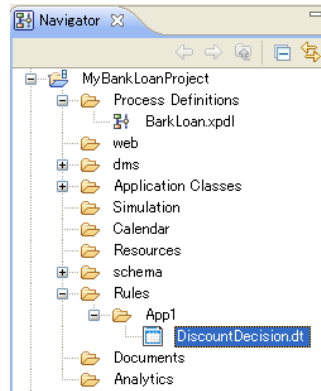 Navigator
MyBankLoanProject
Process Definitions
BarkLoan.xpdl
web
dms
Application Classes
Simulation
Calendar
Resources
schema
Rules
App1
DiscountDecision.dt
Documents
Analytics